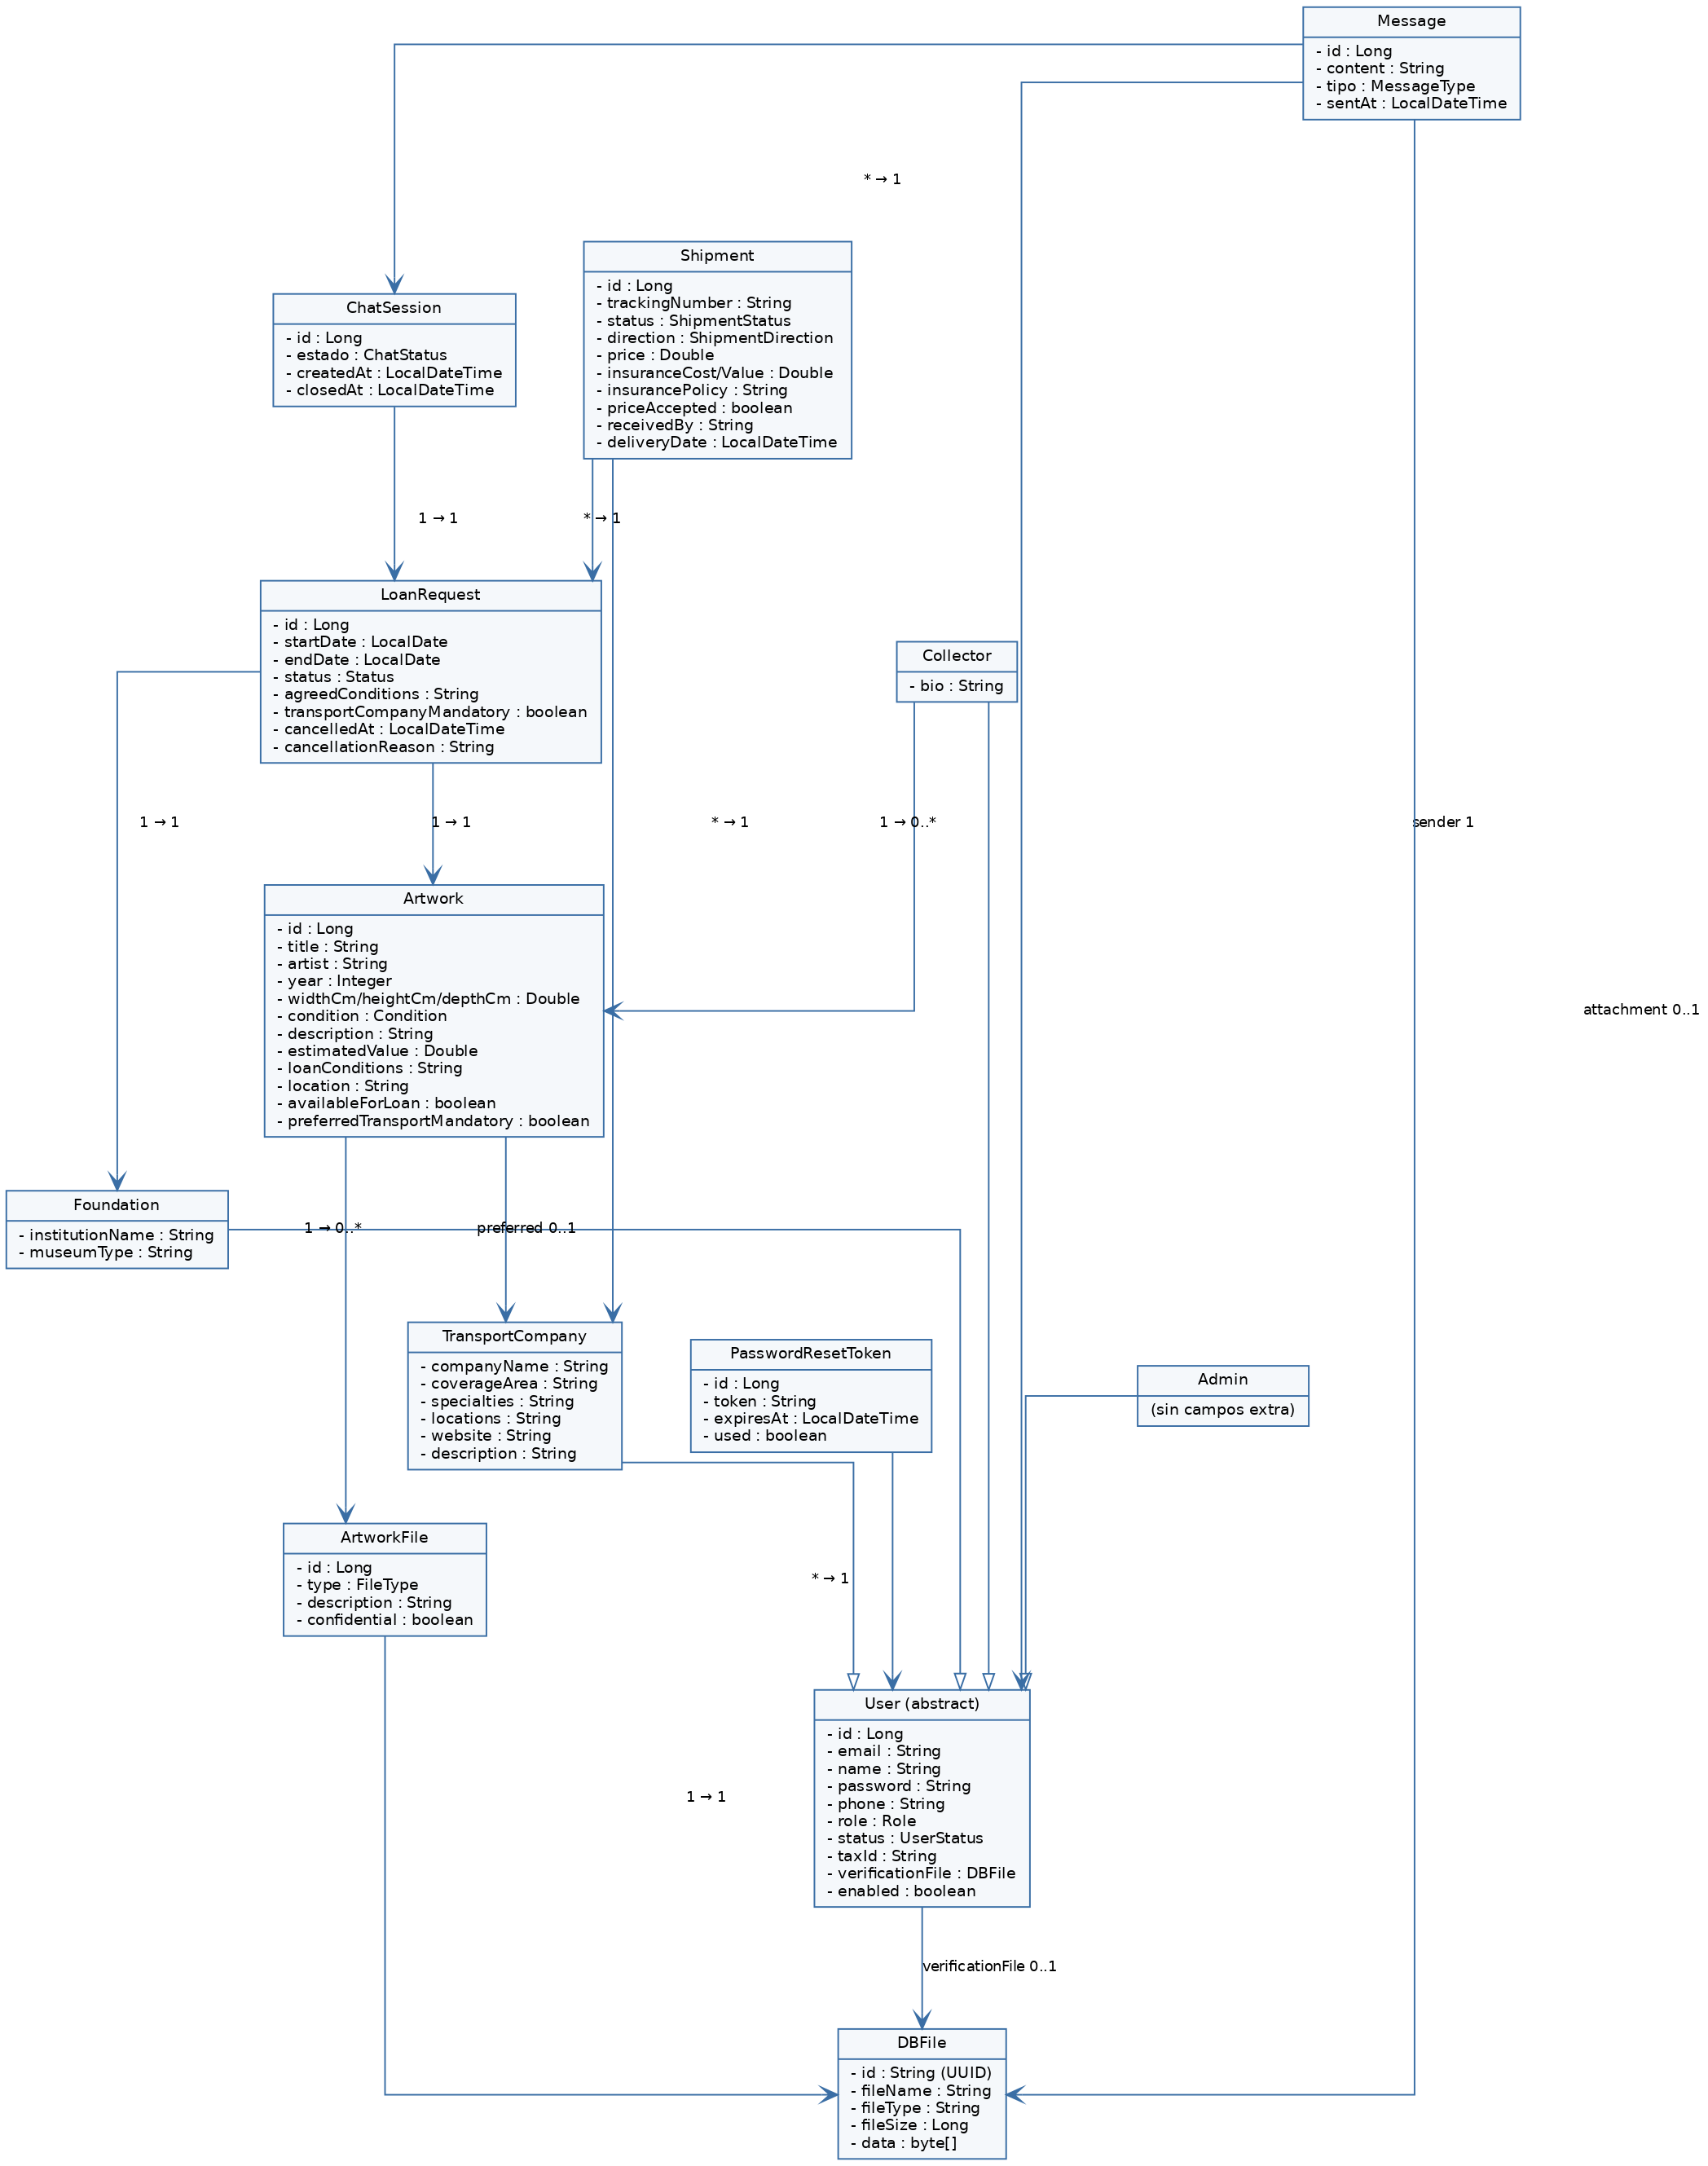 Message
- id : Long
- content : String
- tipo : MessageType
- sentAt : LocalDateTime
* → 1
Shipment
- id : Long
- trackingNumber : String
- status : ShipmentStatus
- direction : ShipmentDirection
- price : Double
- insuranceCost/Value : Double
- insurancePolicy : String
- priceAccepted : boolean
- receivedBy : String
- deliveryDate : LocalDateTime
ChatSession
- id : Long
- estado : ChatStatus
- createdAt : LocalDateTime
- closedAt : LocalDateTime
1 → 1
* → 1
LoanRequest
- id : Long
- startDate : LocalDate
- endDate : LocalDate
- status : Status
- agreedConditions : String
- transportCompanyMandatory : boolean
- cancelledAt : LocalDateTime
- cancellationReason : String
Collector
- bio : String
1 → 1
1 → 1
* → 1
1 → 0..*
sender 1
Artwork
- id : Long
- title : String
- artist : String
- year : Integer
- widthCm/heightCm/depthCm : Double
- condition : Condition
- description : String
- estimatedValue : Double
- loanConditions : String
- location : String
- availableForLoan : boolean
- preferredTransportMandatory : boolean
attachment 0..1
Foundation
- institutionName : String
- museumType : String
1 → 0..*
preferred 0..1
TransportCompany
- companyName : String
- coverageArea : String
- specialties : String
- locations : String
- website : String
- description : String
PasswordResetToken
- id : Long
- token : String
- expiresAt : LocalDateTime
- used : boolean
Admin
(sin campos extra)
ArtworkFile
- id : Long
- type : FileType
- description : String
- confidential : boolean
* → 1
User (abstract)
- id : Long
- email : String
- name : String
- password : String
- phone : String
- role : Role
- status : UserStatus
- taxId : String
- verificationFile : DBFile
- enabled : boolean
1 → 1
verificationFile 0..1
DBFile
- id : String (UUID)
- fileName : String
- fileType : String
- fileSize : Long
- data : byte[]